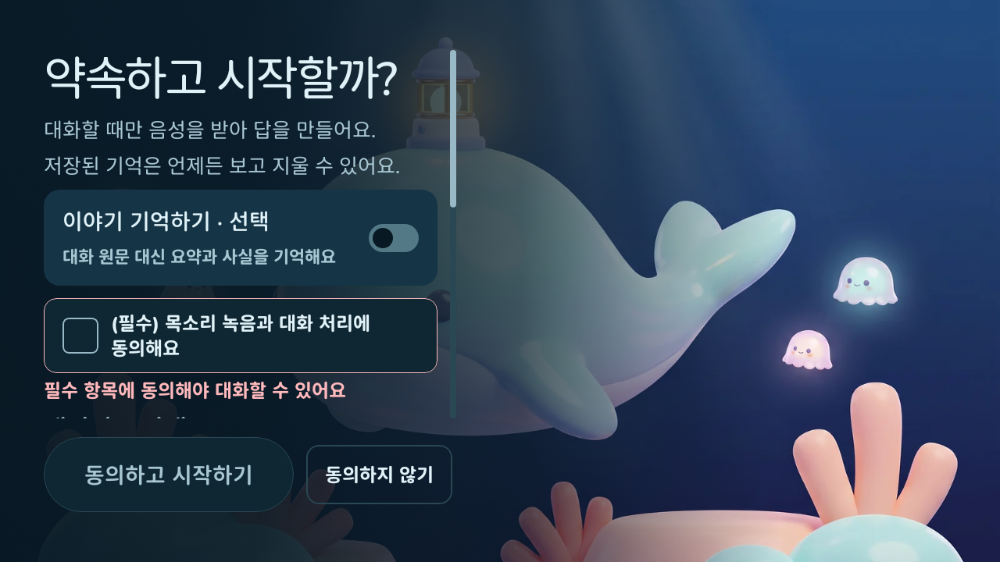 약속하고 시작할까?
대화할 때만 음성을 받아 답을 만들어요.
저장된 기억은 언제든 보고 지울 수 있어요.
이야기 기억하기 · 선택
대화 원문 대신 요약과 사실을 기억해요
(필수) 목소리 녹음과 대화 처리에
동의해요
필수 항목에 동의해야 대화할 수 있어요
동의하고 시작하기
동의하지 않기